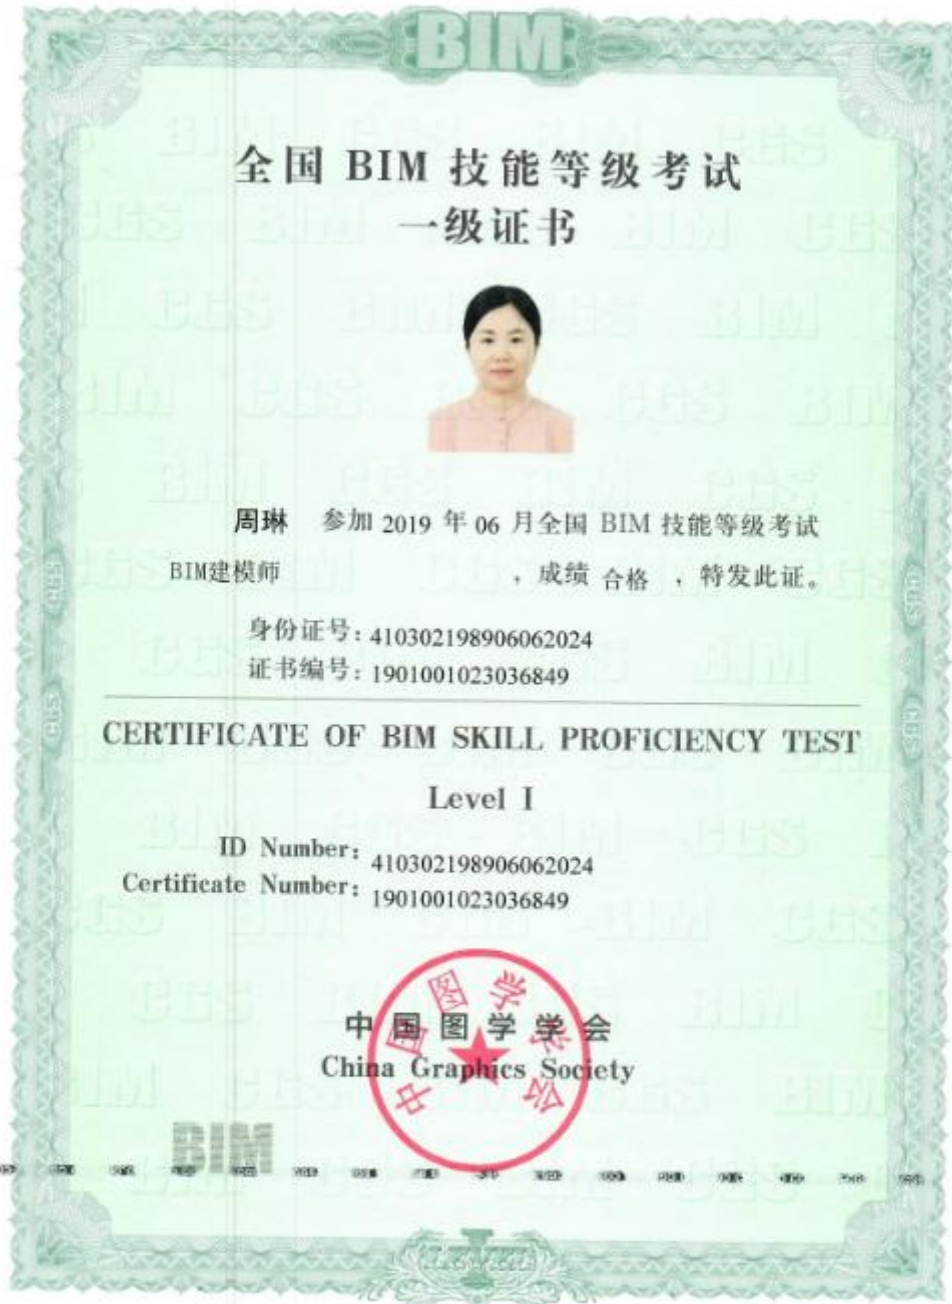 BIM
全国 BIM 技能等级考试
一级证书
周琳 参加 2019 年 06 月全国 BIM 技能等级考试
BIM建模师 ，成绩 合格 ，特发此证。
身份证号：410302198906062024
证书编号：1901001023036849
CERTIFICATE OF BIM SKILL PROFICIENCY TEST
Level I
ID Number: 410302198906062024
Certificate Number: 1901001023036849
中国图学学会
中国图学学会
China Graphics Society
BIM